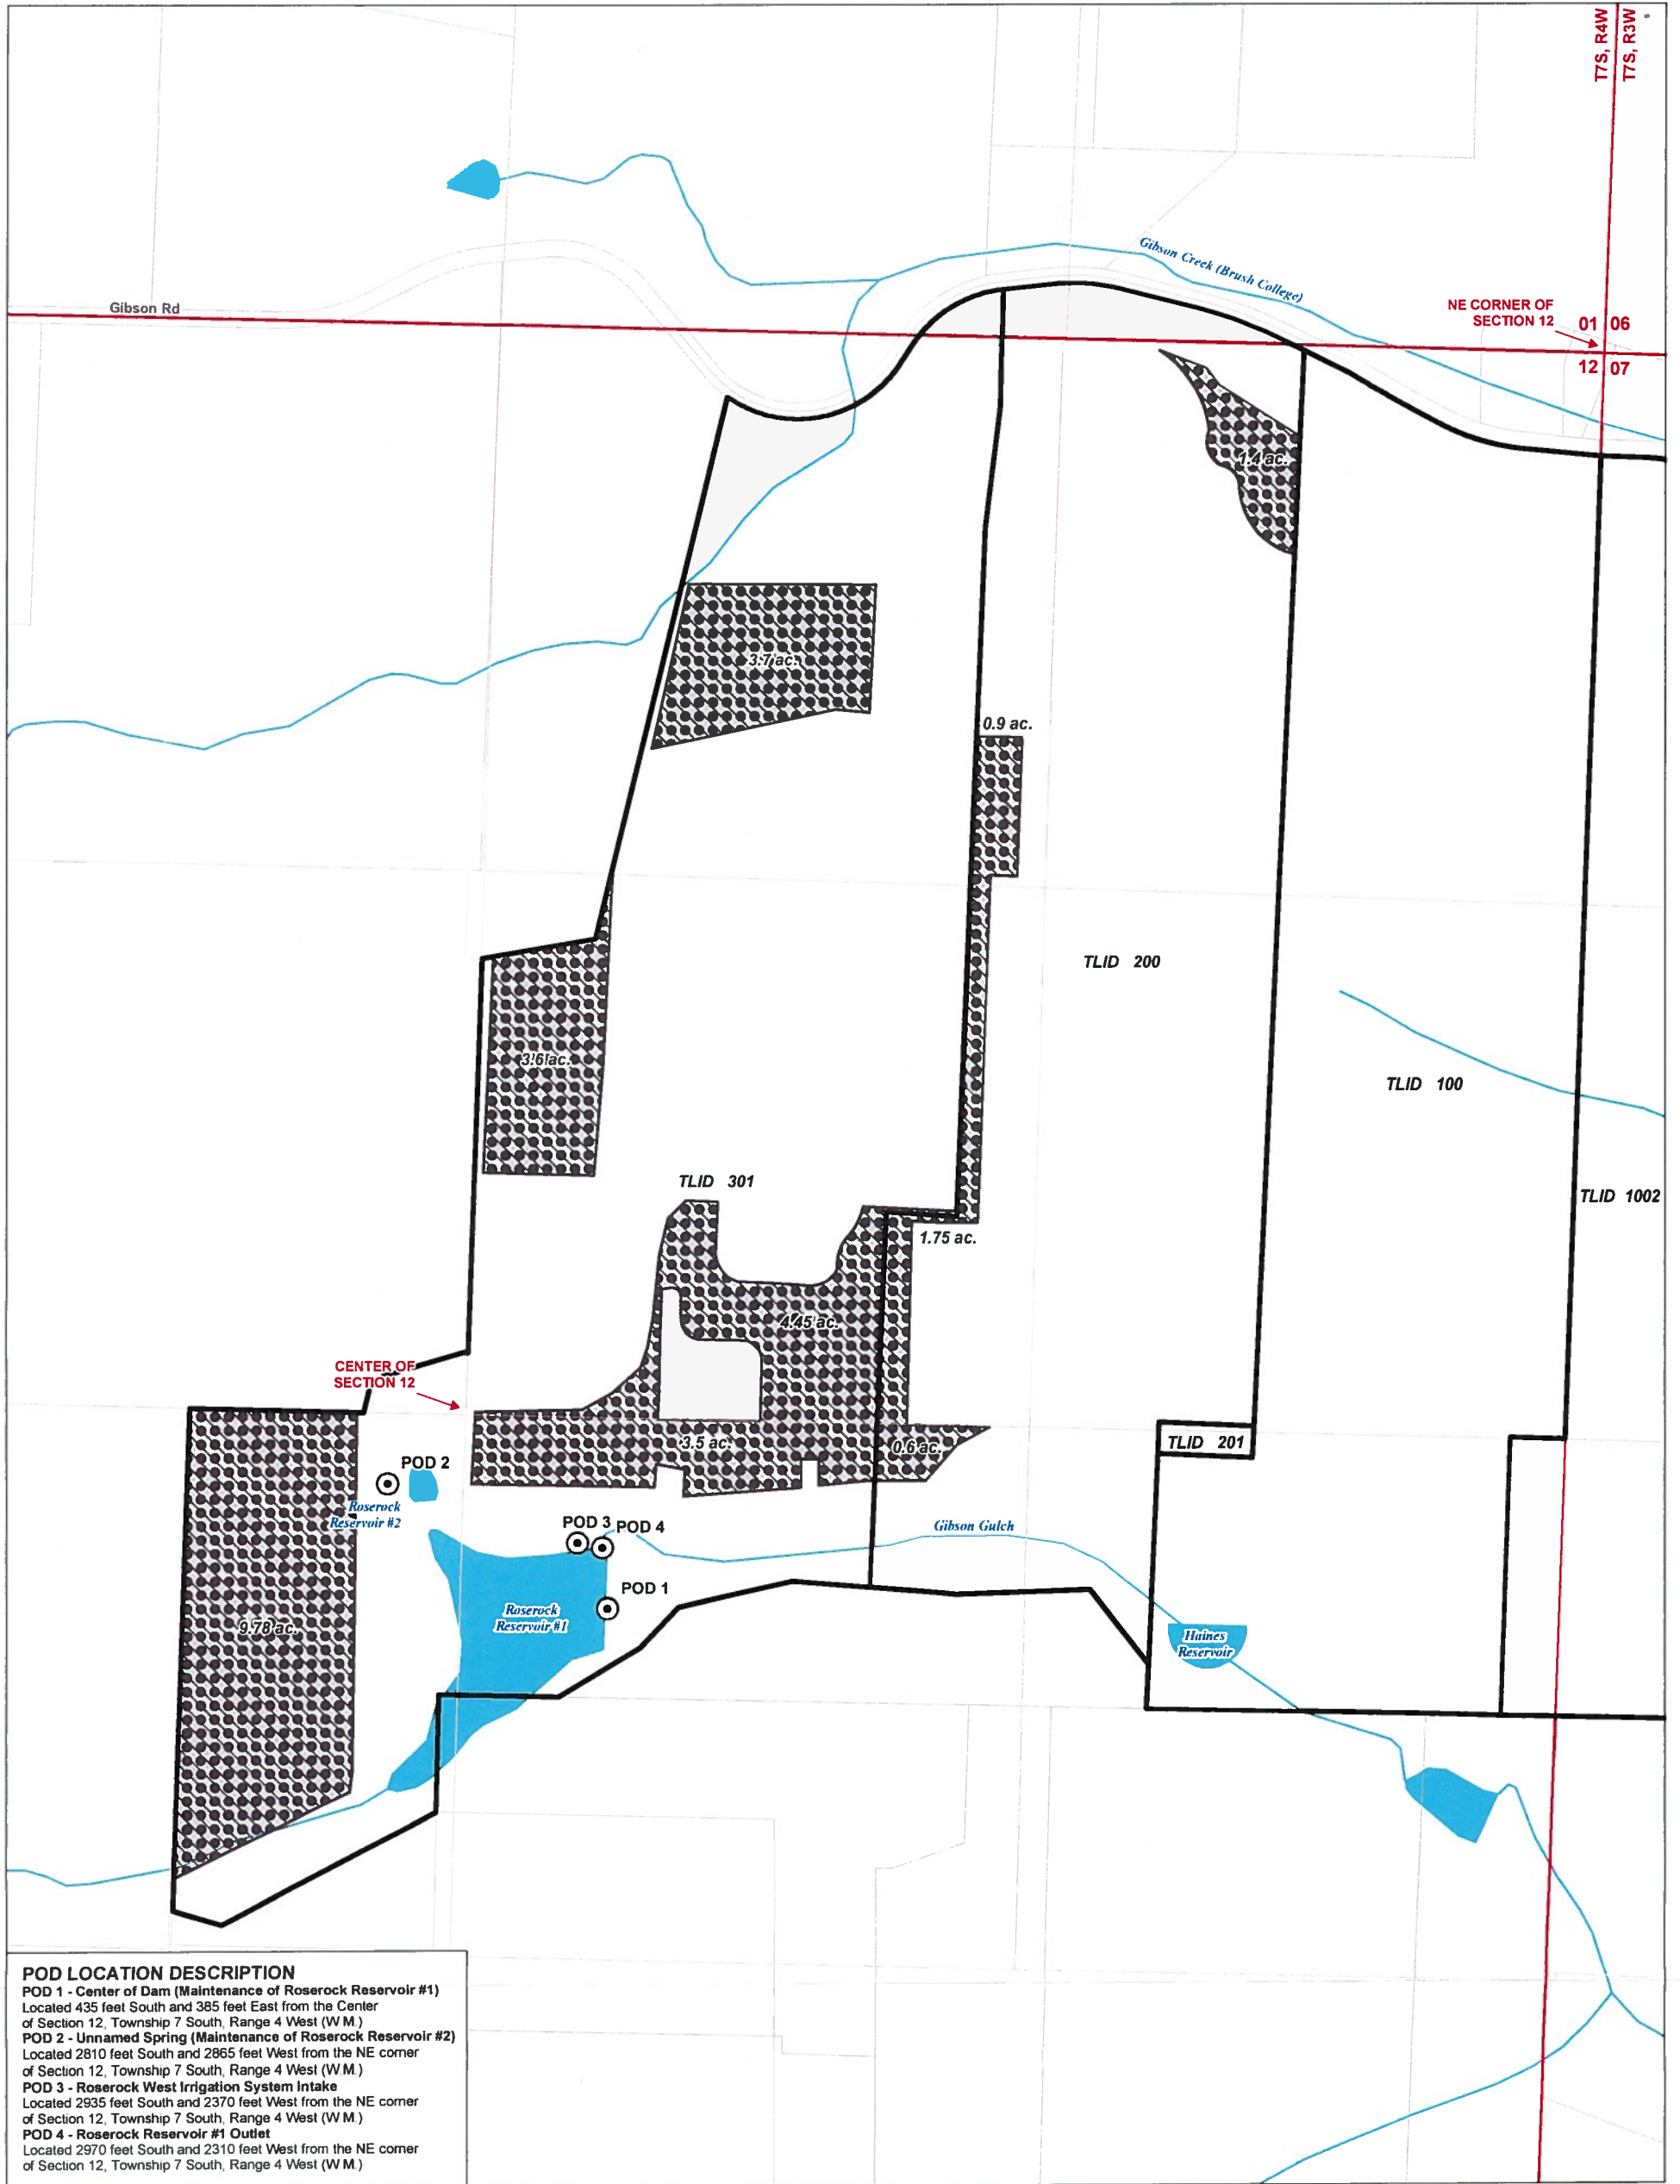 T7S, R4W
T7S, R3W
Gibson Creek (Brush College)
Gibson Rd
NE CORNER OF
SECTION 12
01 06
12 07
1.4 ac.
3.7 ac.
0.9 ac.
TLID 200
3.6 ac.
TLID 100
TLID 301
TLID 1002
1.75 ac.
4.45 ac.
CENTER OF
SECTION 12
3.5 ac.
0.6 ac.
TLID 201
POD 2
Roserock
Reservoir #2
POD 3
POD 4
Gibson Gulch
POD 1
Roserock
Reservoir #1
9.78 ac.
Haines
Reservoir
POD LOCATION DESCRIPTION
POD 1 - Center of Dam (Maintenance of Roserock Reservoir #1)
Located 435 feet South and 385 feet East from the Center
of Section 12, Township 7 South, Range 4 West (W.M.)
POD 2 - Unnamed Spring (Maintenance of Roserock Reservoir #2)
Located 2810 feet South and 2865 feet West from the NE corner
of Section 12, Township 7 South, Range 4 West (W.M.)
POD 3 - Roserock West Irrigation System Intake
Located 2935 feet South and 2370 feet West from the NE corner
of Section 12, Township 7 South, Range 4 West (W.M.)
POD 4 - Roserock Reservoir #1 Outlet
Located 2970 feet South and 2310 feet West from the NE corner
of Section 12, Township 7 South, Range 4 West (W.M.)